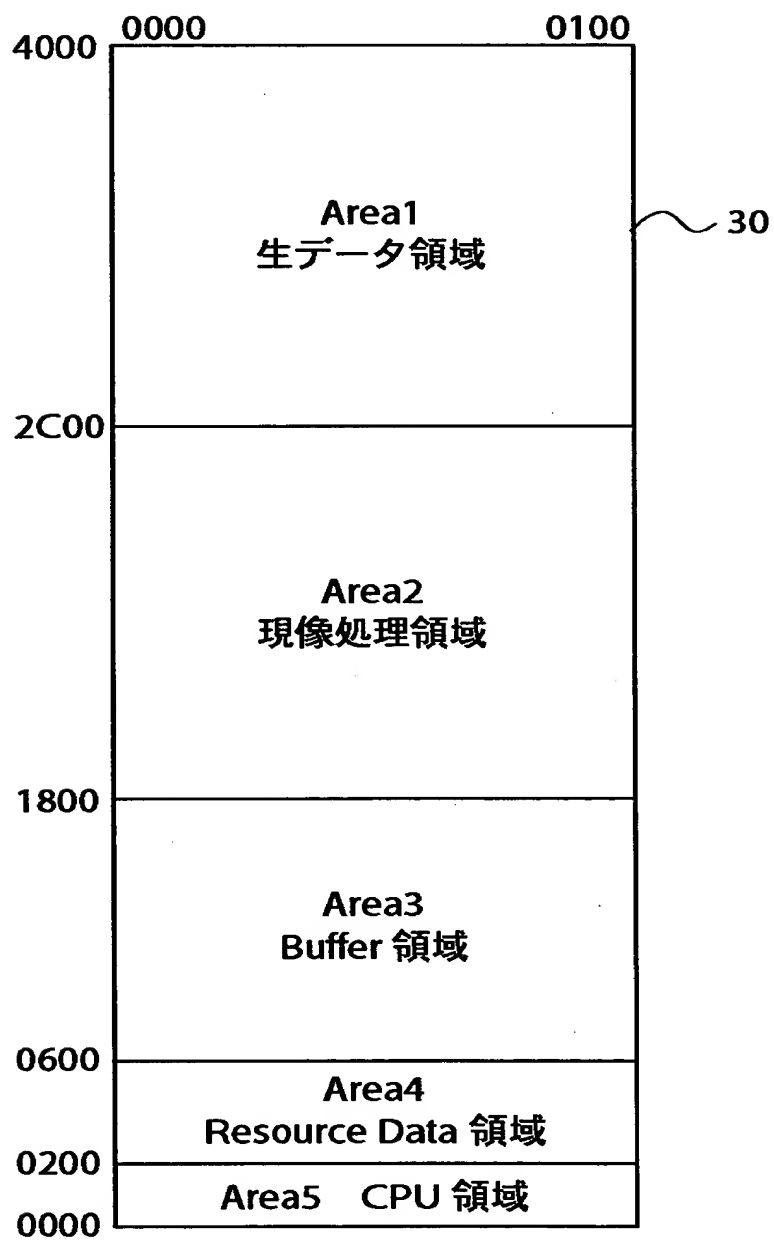 0000 0100
4000
Area1
生データ領域
30
2C00
Area2
現像処理領域
1800
Area3
Buffer 領域
0600
Area4
Resource Data 領域
0200
Area5 CPU 領域
0000